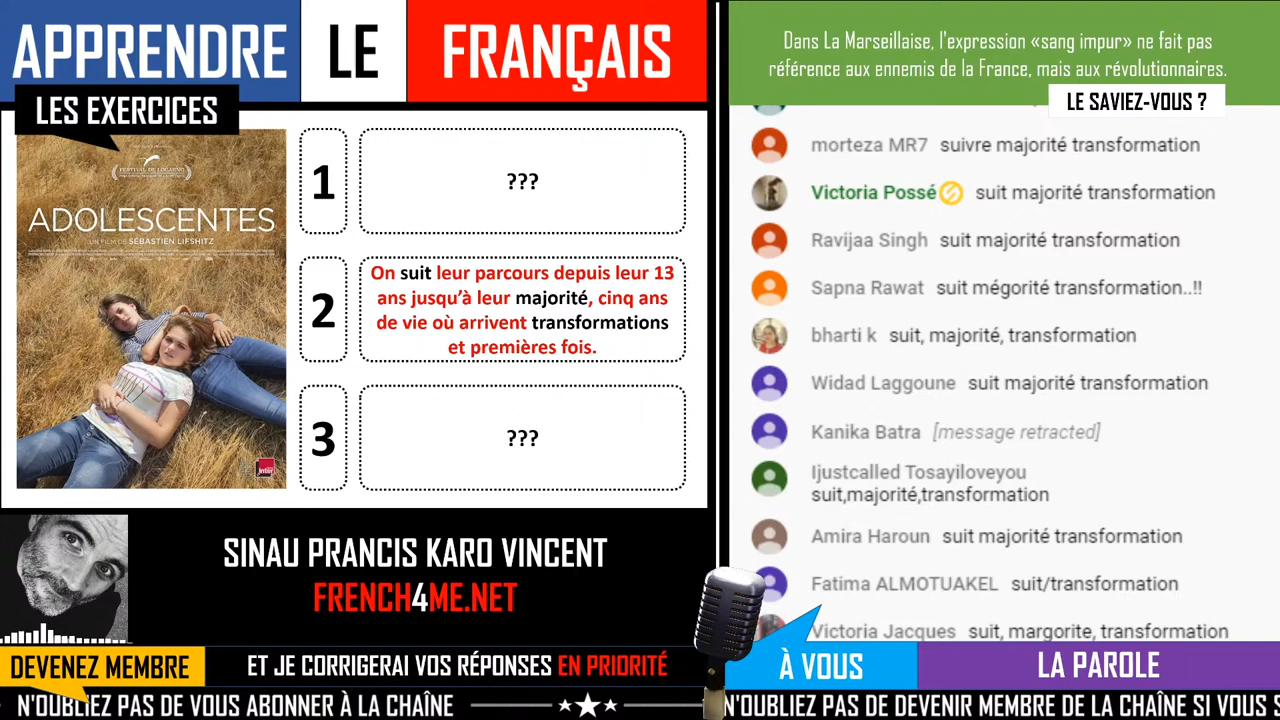 APPRENDRE LE FRANÇAIS
LES EXERCICES
FESTIVAL DE LOCARNO
ADOLESCENTES
UN FILM DE SÉBASTIEN LIFSHITZ
inter
1
???
2
On suit leur parcours depuis leur 13
ans jusqu’à leur majorité, cinq ans
de vie où arrivent transformations
et premières fois.
3
???
SINAU PRANCIS KARO VINCENT
FRENCH4ME.NET
DEVENEZ MEMBRE
ET JE CORRIGERAI VOS RÉPONSES EN PRIORITÉ
N'OUBLIEZ PAS DE VOUS ABONNER À LA CHAÎNE
Dans La Marseillaise, l'expression «sang impur» ne fait pas
référence aux ennemis de la France, mais aux révolutionnaires.
LE SAVIEZ-VOUS ?
morteza MR7 suivre majorité transformation
Victoria Possé suit majorité transformation
Ravijaa Singh suit majorité transformation
Sapna Rawat suit mégorité transformation..!!
bharti k suit, majorité, transformation
Widad Laggoune suit majorité transformation
Kanika Batra [message retracted]
Ijustcalled Tosayiloveyou
suit,majorité,transformation
Amira Haroun suit majorité transformation
Fatima ALMOTUAKEL suit/transformation
Victoria Jacques suit, margorite, transformation
À VOUS
LA PAROLE
N'OUBLIEZ PAS DE DEVENIR MEMBRE DE LA CHAÎNE SI VOUS S